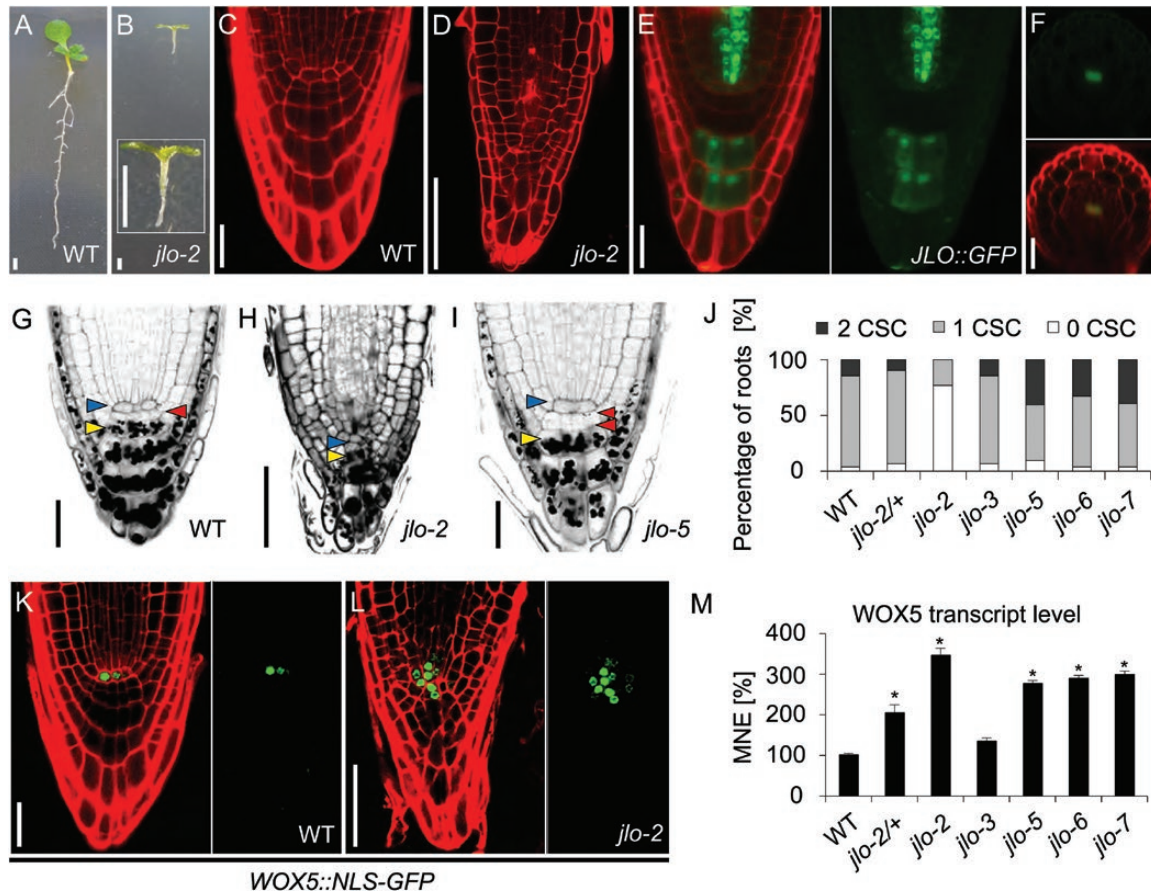 A
WT
B
jlo-2
C
WT
D
jlo-2
E
JLO::GFP
F
G
WT
H
jlo-2
I
jlo-5
J
2 CSC 1 CSC 0 CSC
Percentage of roots [%]
100
50
0
WT jlo-2/+ jlo-2 jlo-3 jlo-5 jlo-6 jlo-7
K
WT
L
jlo-2
WOX5::NLS-GFP
M
WOX5 transcript level
MNE [%]
400
300
200
100
0
* * * * *
WT jlo-2/+ jlo-2 jlo-3 jlo-5 jlo-6 jlo-7